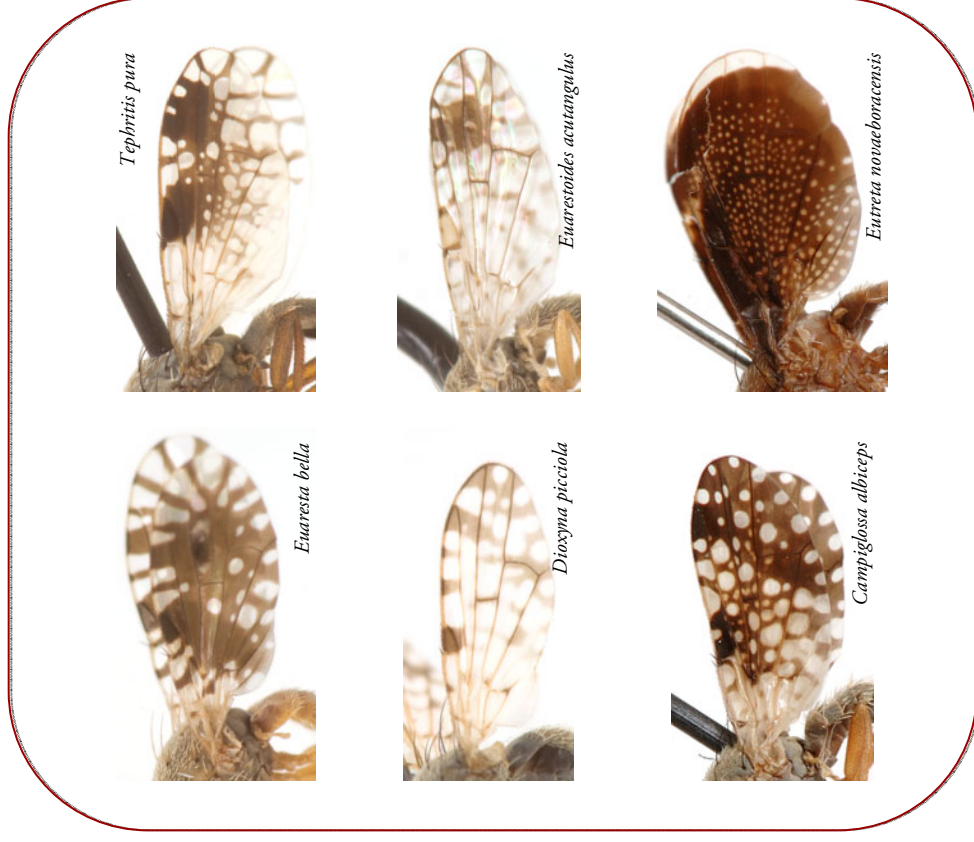 Tephritis pura
Euarestoides acutangulus
Eutreta novaeboracensis
Euaresta bella
Dioxyna picciola
Campiglossa albiceps